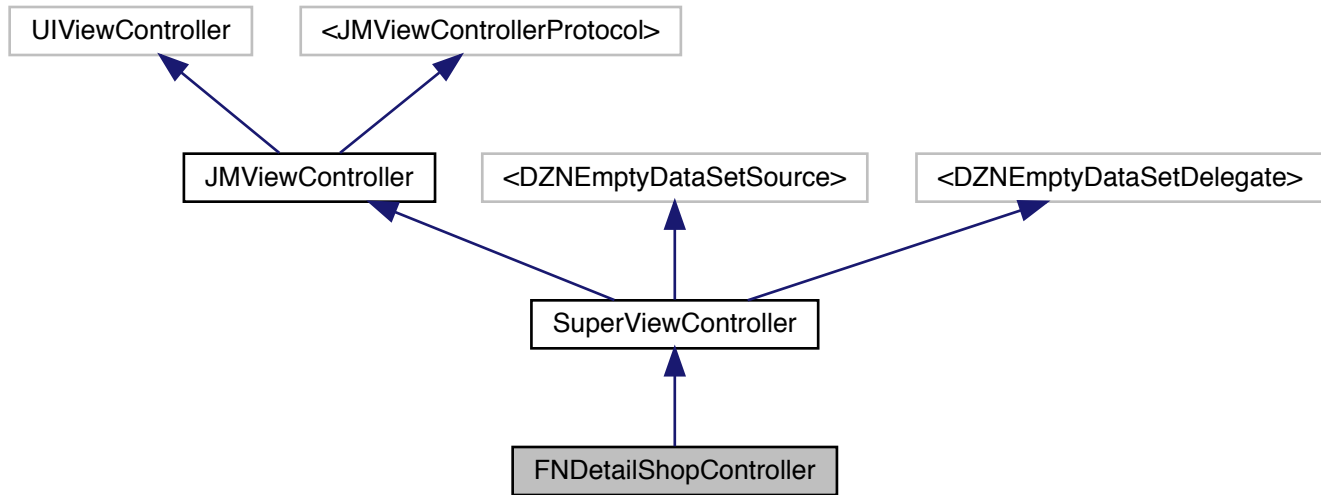 UIViewController
<JMViewControllerProtocol>
JMViewController
<DZNEmptyDataSetSource>
<DZNEmptyDataSetDelegate>
SuperViewController
FNDetailShopController